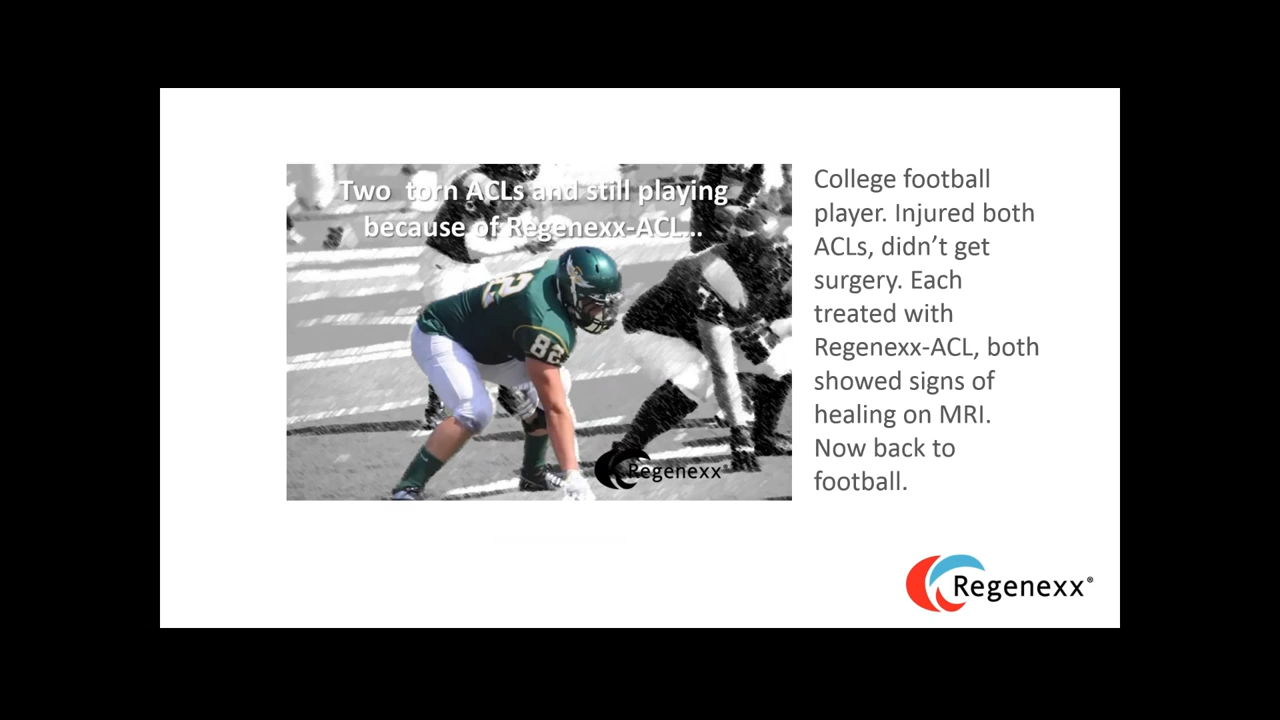 Two  torn ACLs and still playing
because of Regenexx-ACL...
82
82
Regenexx
College football
player. Injured both
ACLs, didn’t get
surgery. Each
treated with
Regenexx-ACL, both
showed signs of
healing on MRI.
Now back to
football.
Regenexx®